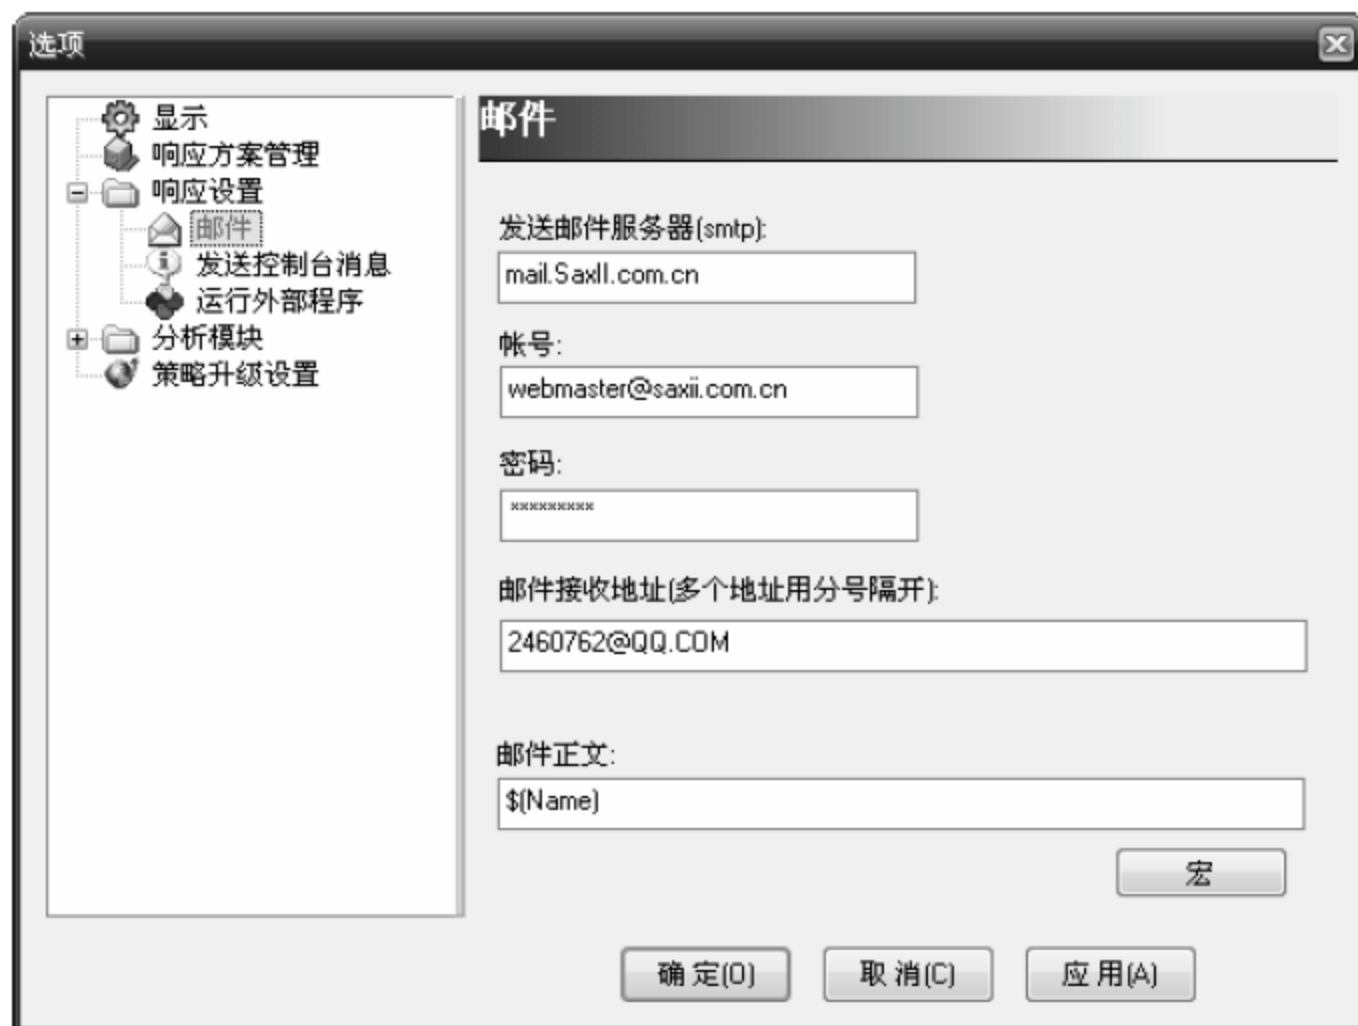 选项
显示
响应方案管理
响应设置
邮件
发送控制台消息
运行外部程序
分析模块
策略升级设置
邮件
发送邮件服务器(smtp):
mail.SaxII.com.cn
帐号:
webmaster@saxii.com.cn
密码:
*********
邮件接收地址(多个地址用分号隔开):
2460762@QQ.COM
邮件正文:
$(Name)
宏
确 定(O)
取 消(C)
应 用(A)